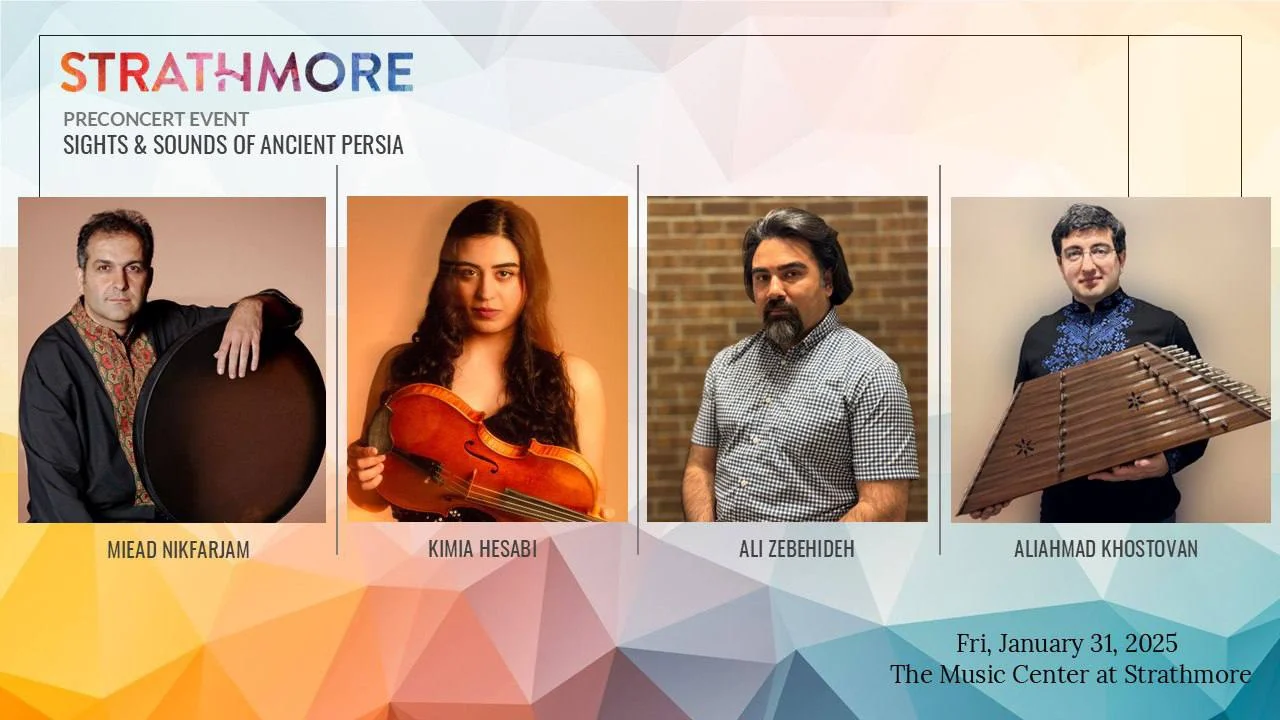 STRATHMORE
PRECONCERT EVENT
SIGHTS & SOUNDS OF ANCIENT PERSIA
MIEAD NIKFARJAM
KIMIA HESABI
ALI ZEBEHIDEH
ALIAHMAD KHOSTOVAN
Fri, January 31, 2025
The Music Center at Strathmore